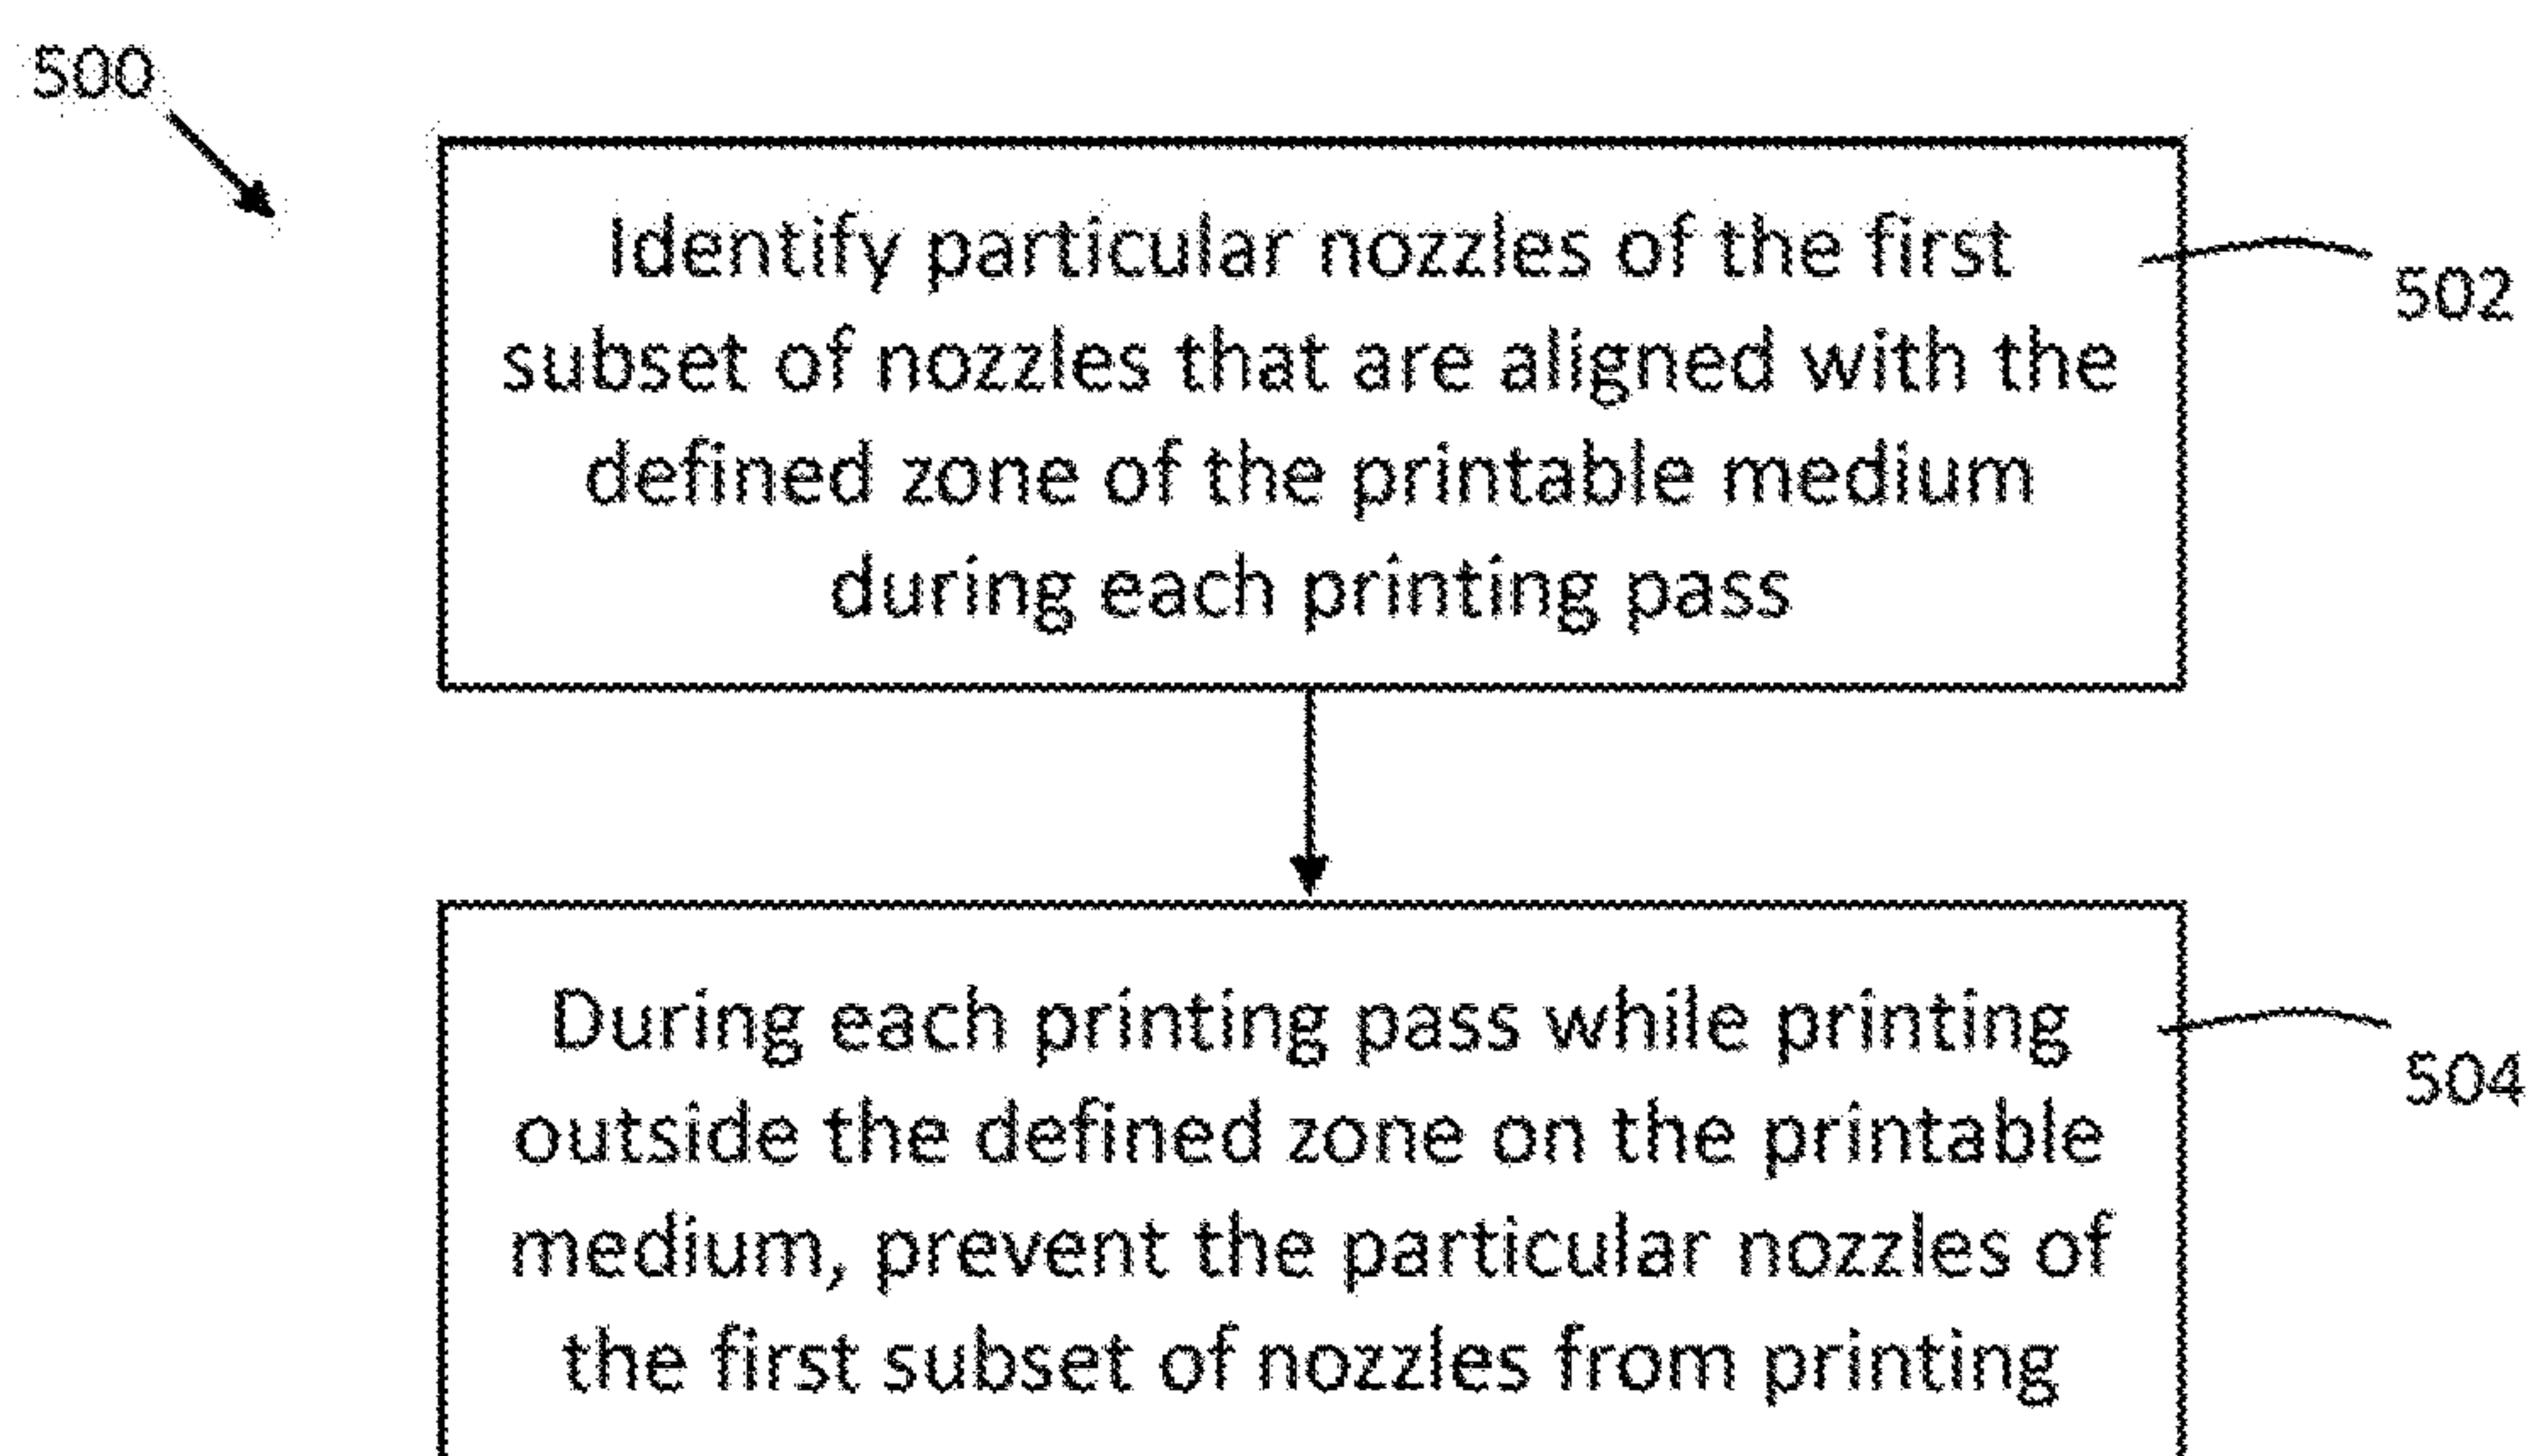 500
Identify particular nozzles of the first
502
subset of nozzles that are aligned with the
defined zone of the printable medium
during each printing pass
During each printing pass while printing
504
outside the defined zone on the printable
medium, prevent the particular nozzles of
the first subset of nozzles from printing